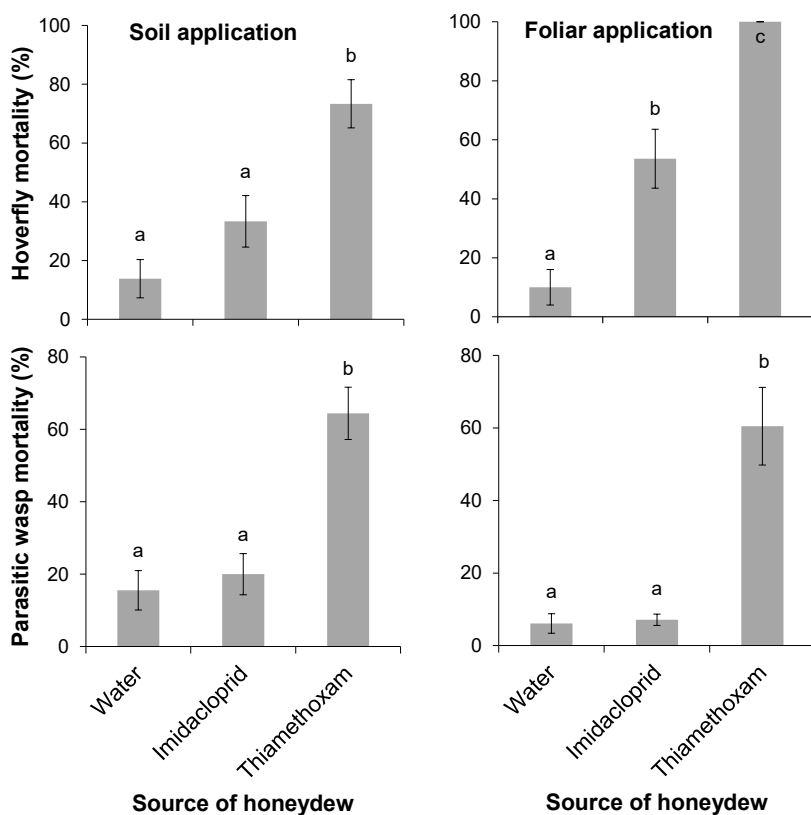 Soil application
Hoverfly mortality (%)
100
80
60
40
20
0
a
a
b
Foliar application
100
80
60
40
20
0
a
b
c
Parasitic wasp mortality (%)
80
60
40
20
0
a
a
b
Water
Imidacloprid
Thiamethoxam
Source of honeydew
80
60
40
20
0
a
a
b
Water
Imidacloprid
Thiamethoxam
Source of honeydew